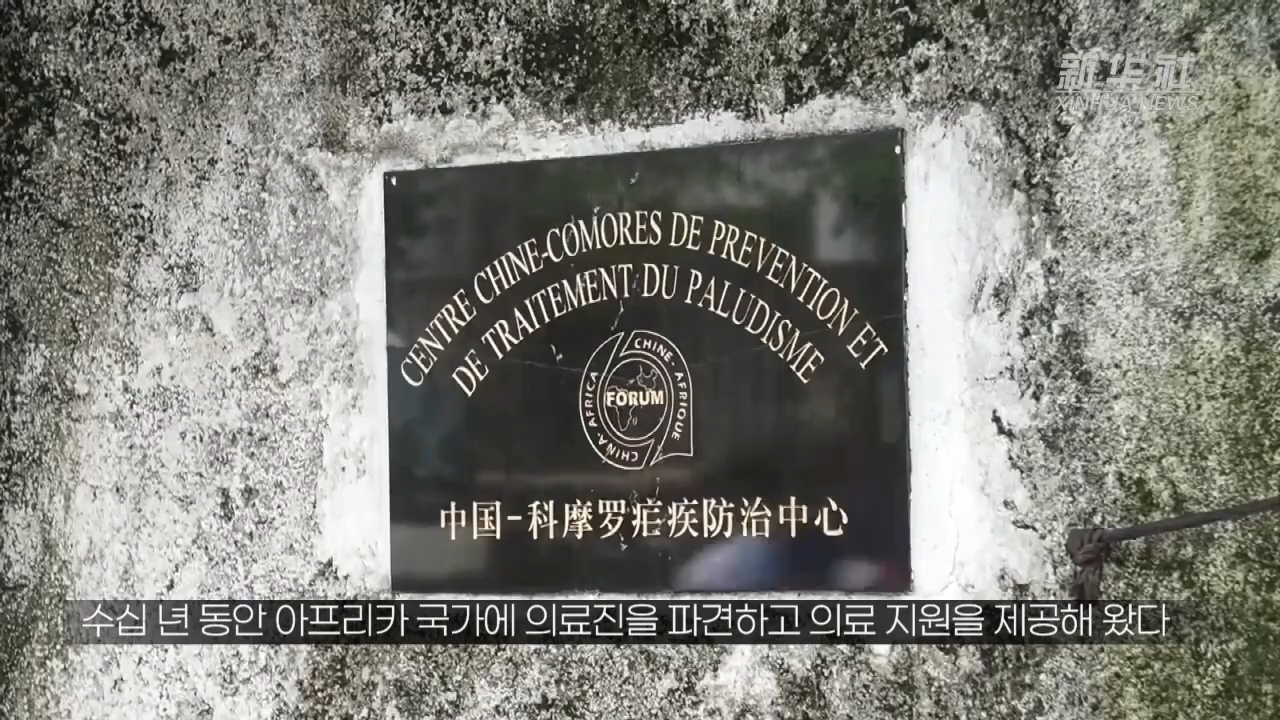 新华社
XINHUA NEWS
CENTRE CHINE-COMORES DE PREVENTION ET
DE TRAITEMENT DU PALUDISME
CHINE-AFRIQUE
CHINA-AFRICA
FORUM
中国-科摩罗疟疾防治中心
수십 년 동안 아프리카 국가에 의료진을 파견하고 의료 지원을 제공해 왔다